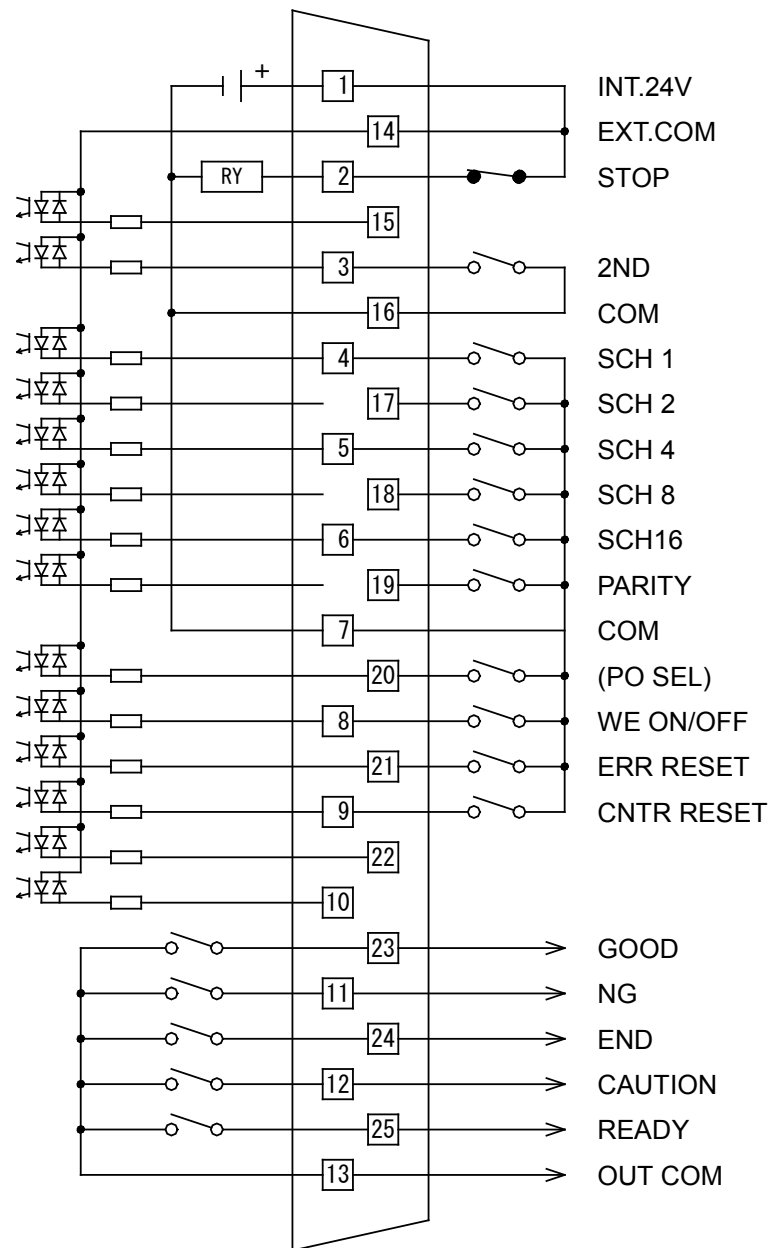 + 1 INT.24V
14 EXT.COM
RY 2 STOP
15
3 2ND
16 COM
4 SCH 1
17 SCH 2
5 SCH 4
18 SCH 8
6 SCH16
19 PARITY
7 COM
20 (PO SEL)
8 WE ON/OFF
21 ERR RESET
9 CNTR RESET
22
10
23 GOOD
11 NG
24 END
12 CAUTION
25 READY
13 OUT COM